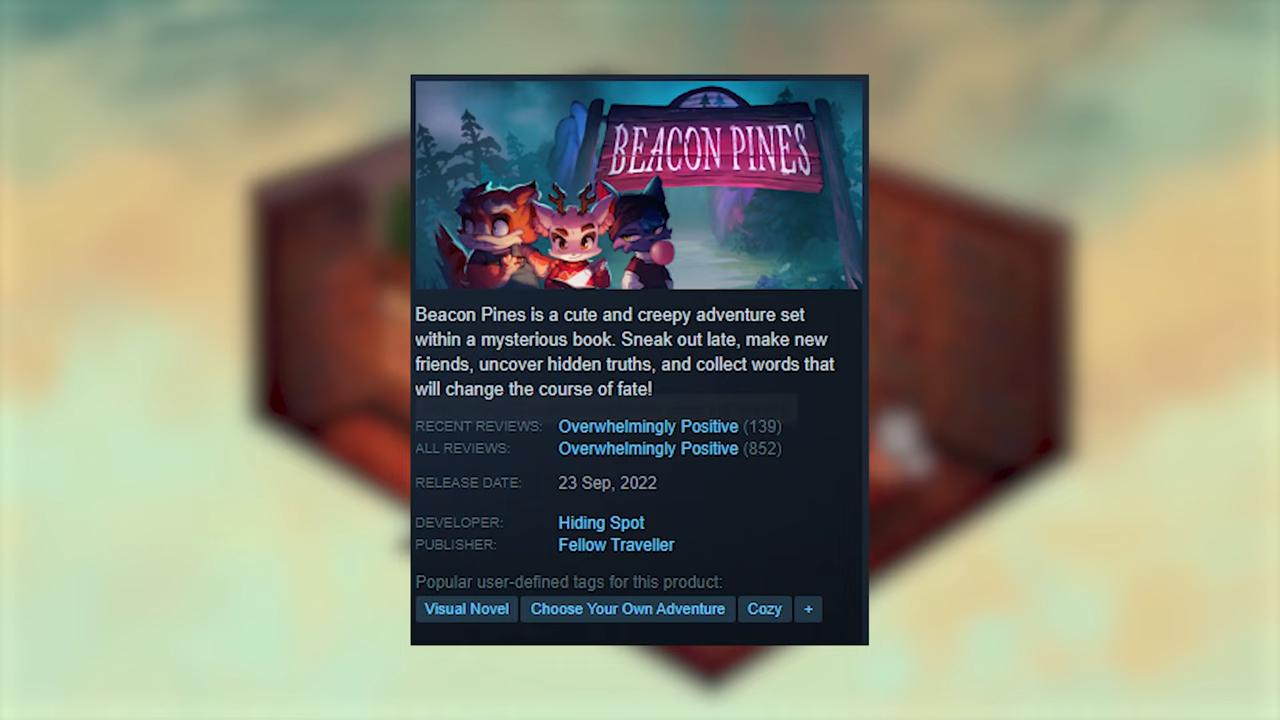 BEACON PINES
Beacon Pines is a cute and creepy adventure set
within a mysterious book. Sneak out late, make new
friends, uncover hidden truths, and collect words that
will change the course of fate!
RECENT REVIEWS: Overwhelmingly Positive (139)
ALL REVIEWS: Overwhelmingly Positive (852)
RELEASE DATE: 23 Sep, 2022
DEVELOPER: Hiding Spot
PUBLISHER: Fellow Traveller
Popular user-defined tags for this product:
Visual Novel Choose Your Own Adventure Cozy +